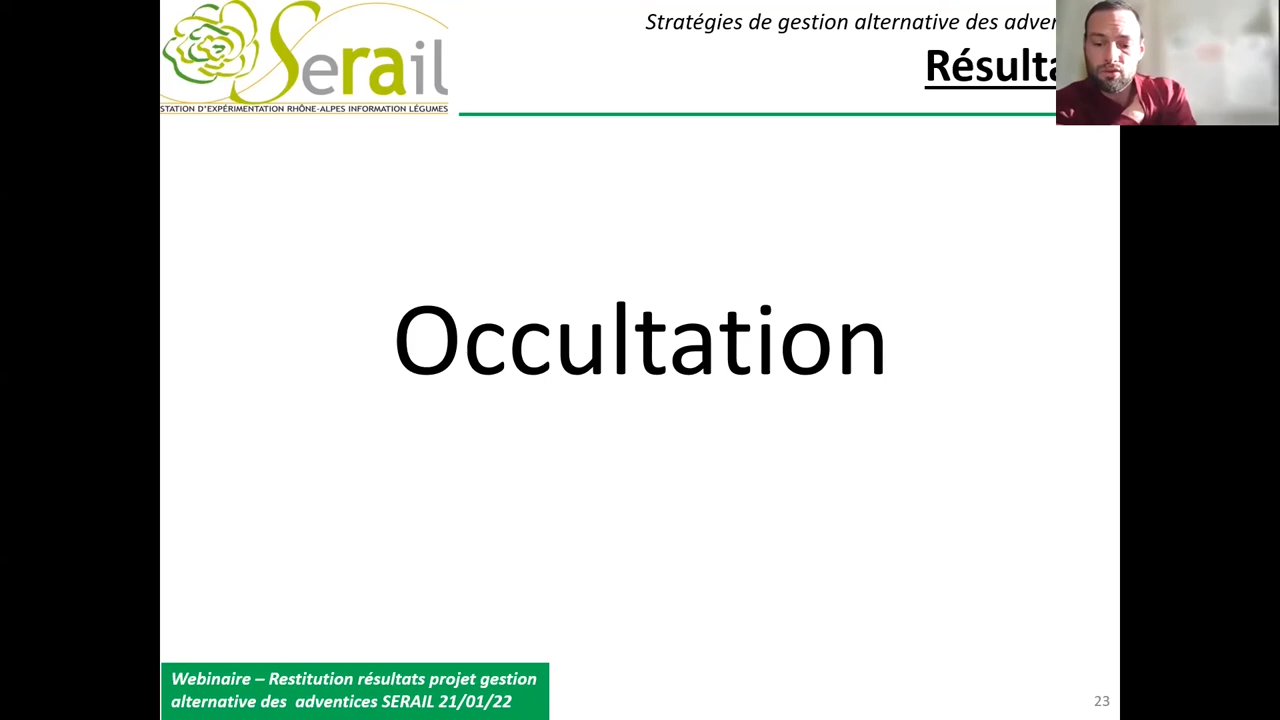 Serail
STATION D'EXPÉRIMENTATION RHÔNE-ALPES INFORMATION LÉGUMES
Stratégies de gestion alternative des adven
Résulta
Occultation
Webinaire – Restitution résultats projet gestion
alternative des adventices SERAIL 21/01/22
23